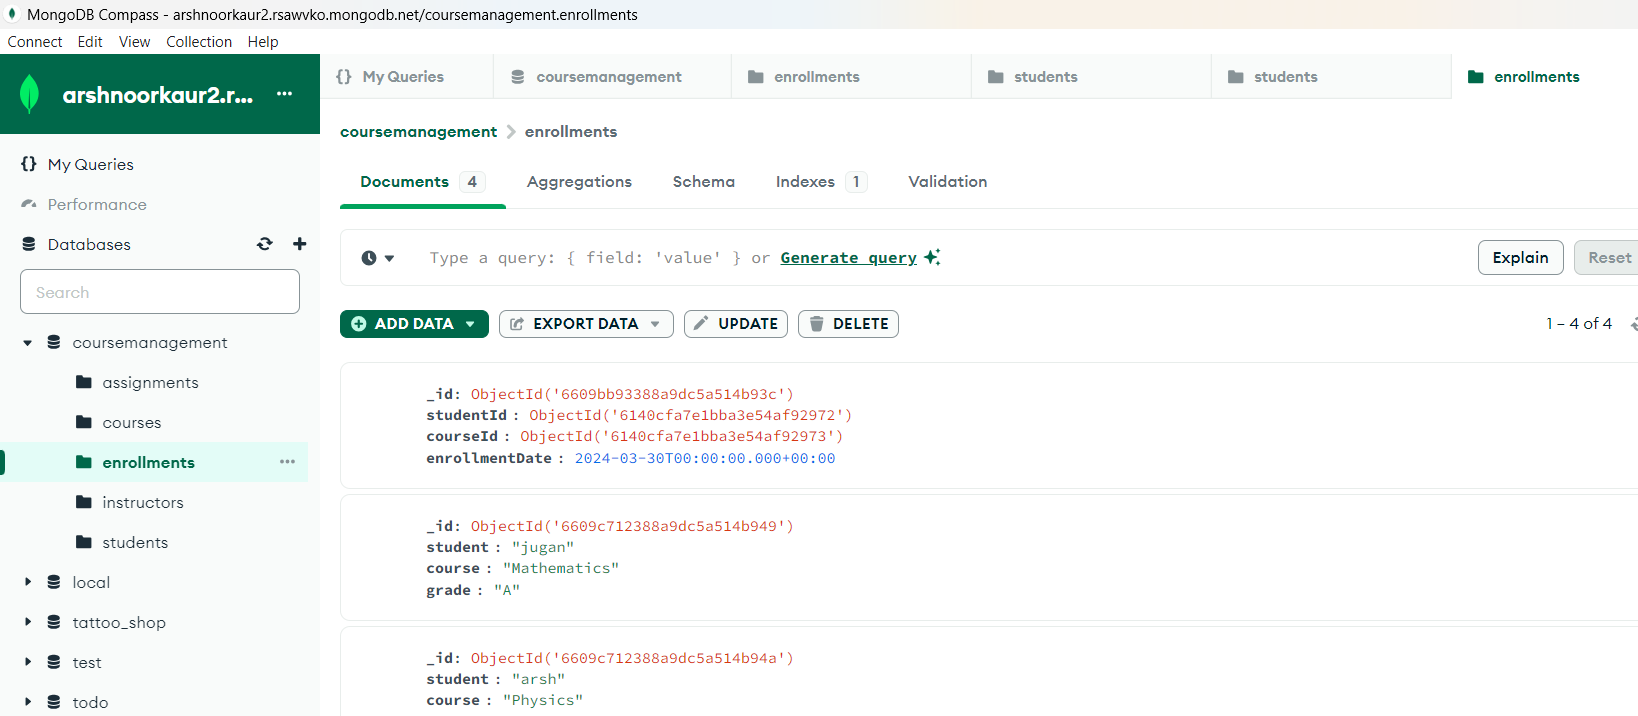 MongoDB Compass - arshnoorkaur2.rsawvko.mongodb.net/coursemanagement.enrollments
Connect Edit View Collection Help
arshnoorkaur2.r... ...
{} My Queries coursemanagement enrollments students students enrollments
coursemanagement > enrollments
{} My Queries
Performance
Databases
Search
coursemanagement
assignments
courses
enrollments ...
instructors
students
local
tattoo_shop
test
todo
Documents 4 Aggregations Schema Indexes 1 Validation
Type a query: { field: 'value' } or Generate query Explain Reset
ADD DATA EXPORT DATA UPDATE DELETE 1 – 4 of 4
_id: ObjectId('6609bb93388a9dc5a514b93c')
studentId : ObjectId('6140cfa7e1bba3e54af92972')
courseId : ObjectId('6140cfa7e1bba3e54af92973')
enrollmentDate : 2024-03-30T00:00:00.000+00:00
_id: ObjectId('6609c712388a9dc5a514b949')
student : "jugan"
course : "Mathematics"
grade : "A"
_id: ObjectId('6609c712388a9dc5a514b94a')
student : "arsh"
course : "Physics"